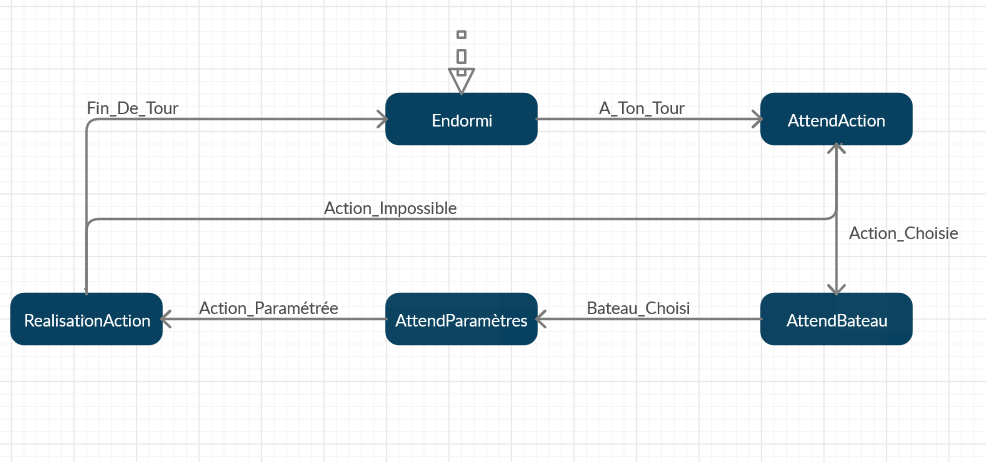 Fin_De_Tour
Endormi
A_Ton_Tour
AttendAction
Action_Impossible
Action_Choisie
RealisationAction
Action_Paramétrée
AttendParamètres
Bateau_Choisi
AttendBateau